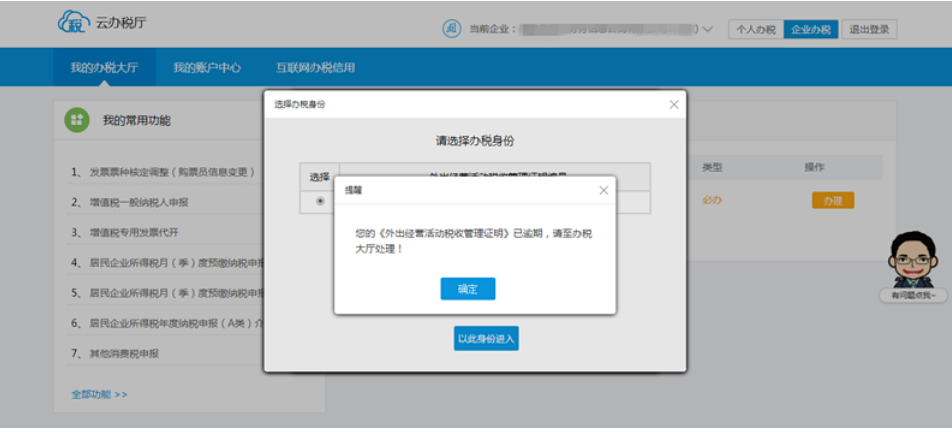 税 云办税厅
当前企业：
个人办税 企业办税 退出登录
我的办税大厅 我的账户中心 互联网办税信用
选择办税身份
我的常用功能
请选择办税身份
1、发票票种核定调整（购票员信息变更）
选择
类型 操作
提醒
2、增值税一般纳税人申报
必办 办理
3、增值税专用发票代开
您的《外出经营活动税收管理证明》已逾期，请至办税
大厅处理！
4、居民企业所得税月（季）度预缴纳税申报
5、居民企业所得税月（季）度预缴纳税申报
确定
有问题点我~
6、居民企业所得税年度纳税申报（A类）介
以此身份进入
7、其他消费税申报
全部功能 >>